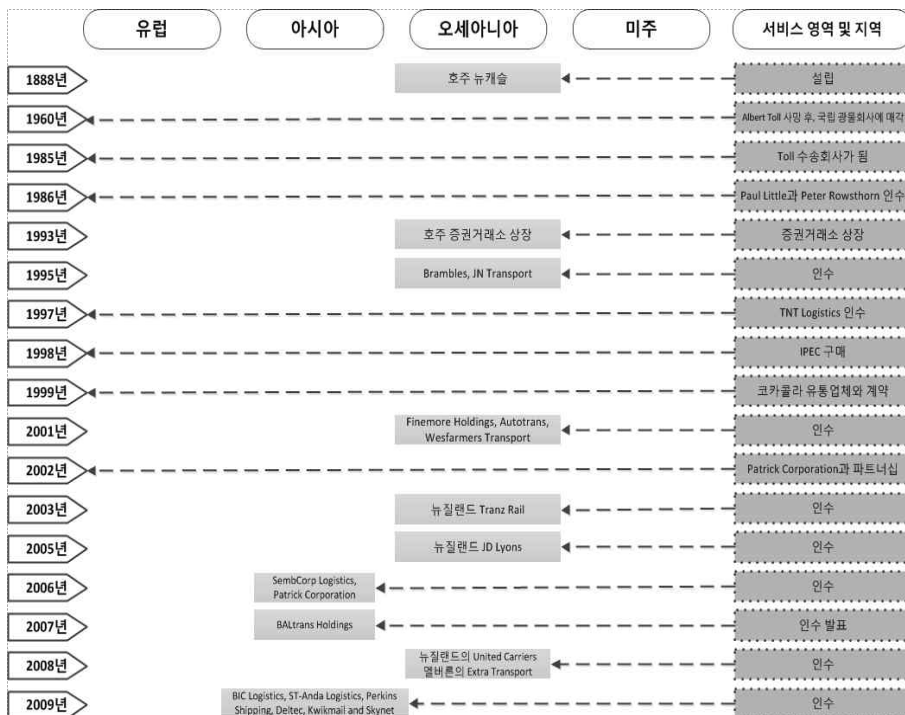 유럽
아시아
오세아니아
미주
서비스 영역 및 지역
1888년
호주 뉴캐슬
설립
1960년
Albert Toll 사망 후, 국립 광물회사에 매각
1985년
Toll 수송회사가 됨
1986년
Paul Little과 Peter Rowsthorn 인수
1993년
호주 증권거래소 상장
증권거래소 상장
1995년
Brambles, JN Transport
인수
1997년
TNT Logistics 인수
1998년
IPEC 구매
1999년
코카콜라 유통업체와 계약
2001년
Finemore Holdings, Autotrans,
Wesfarmers Transport
인수
2002년
Patrick Corporation과 파트너십
2003년
뉴질랜드 Tranz Rail
인수
2005년
뉴질랜드 JD Lyons
인수
2006년
SembCorp Logistics,
Patrick Corporation
인수
2007년
BALtrans Holdings
인수 발표
2008년
뉴질랜드의 United Carriers
멜버른의 Extra Transport
인수
2009년
BIC Logistics, ST-Anda Logistics, Perkins
Shipping, Deltec, Kwikmail and Skynet
인수